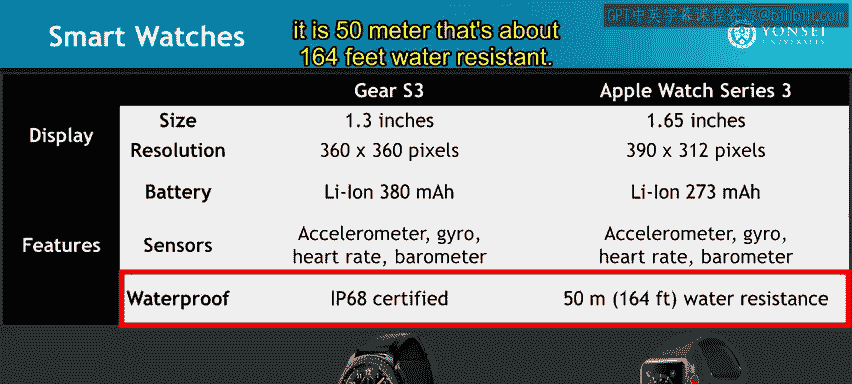 it is 50 meter that's about
164 feet water resistant.
Smart Watches
YONSEI
UNIVERSITY
Gear S3 Apple Watch Series 3
Display Size 1.3 inches 1.65 inches
Resolution 360 x 360 pixels 390 x 312 pixels
Features Battery Li-Ion 380 mAh Li-Ion 273 mAh
Sensors Accelerometer, gyro, Accelerometer, gyro,
heart rate, barometer heart rate, barometer
Waterproof IP68 certified 50 m (164 ft) water resistance